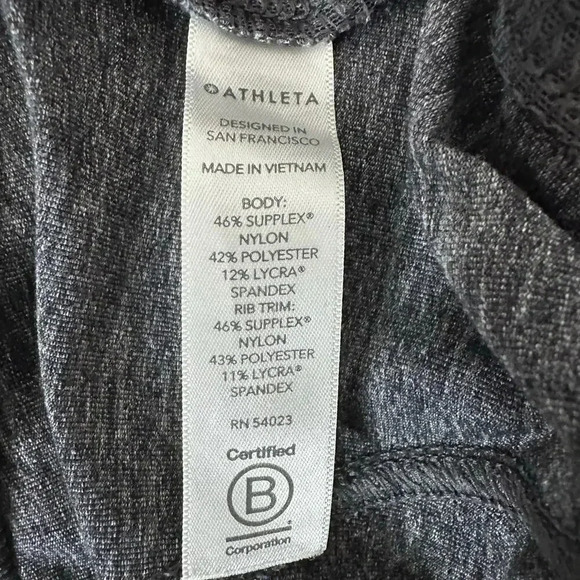 ATHLETA
DESIGNED IN
SAN FRANCISCO
MADE IN VIETNAM
BODY:
46% SUPPLEX®
NYLON
42% POLYESTER
12% LYCRA®
SPANDEX
RIB TRIM:
46% SUPPLEX®
NYLON
43% POLYESTER
11% LYCRA®
SPANDEX
RN 54023
Certified
B
Corporation